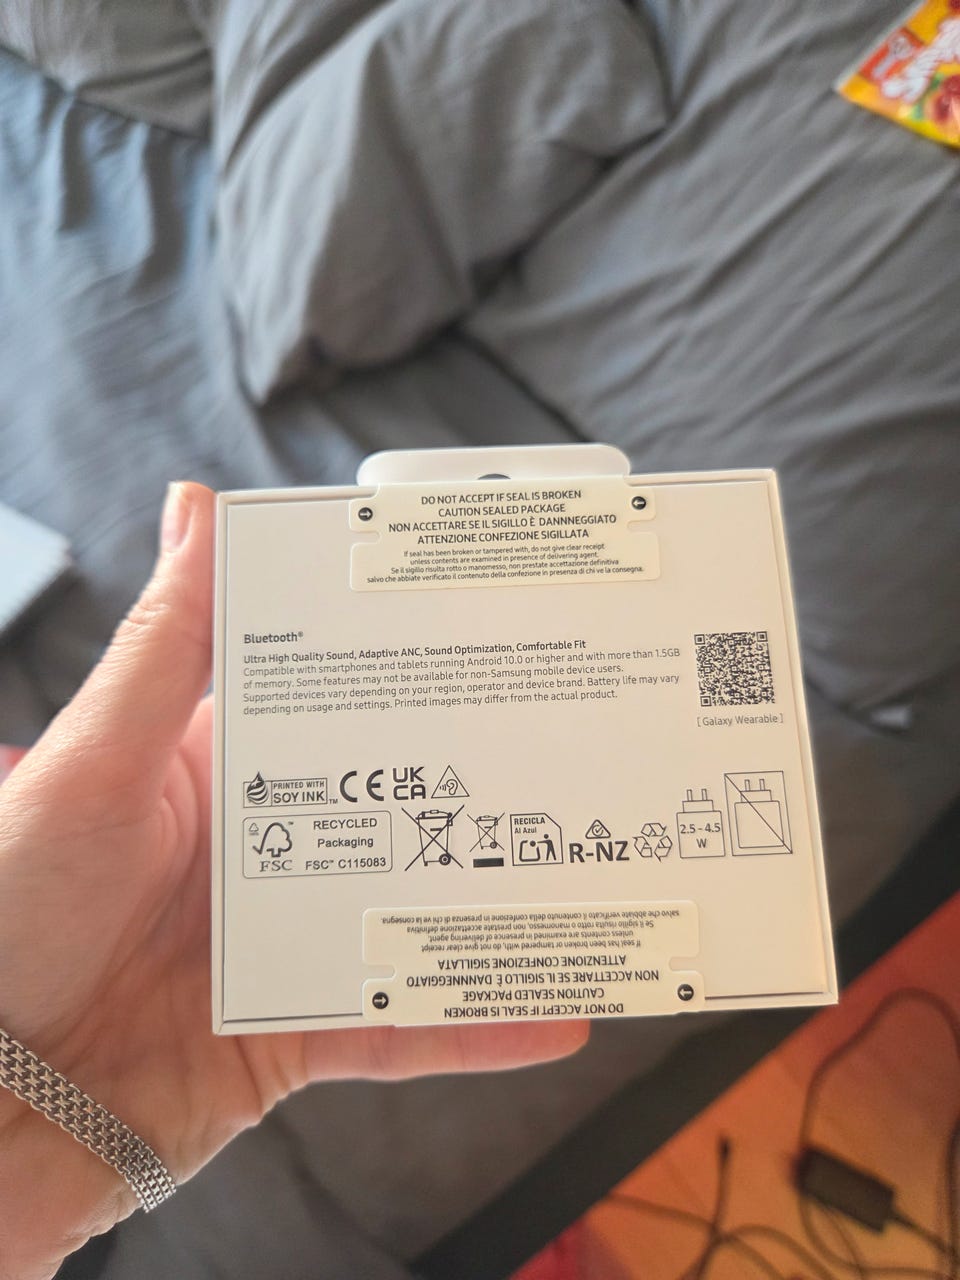 DO NOT ACCEPT IF SEAL IS BROKEN
CAUTION SEALED PACKAGE
NON ACCETTARE SE IL SIGILLO È DANNNEGGIATO
ATTENZIONE CONFEZIONE SIGILLATA
If seal has been broken or tampered with, do not give clear receipt
unless contents are examined in presence of delivering agent.
Se il sigillo risulta rotto o manomesso, non prestate accettazione definitiva
salvo che abbiate verificato il contenuto della confezione in presenza di chi ve la consegna.
Bluetooth®
Ultra High Quality Sound, Adaptive ANC, Sound Optimization, Comfortable Fit
Compatible with smartphones and tablets running Android 10.0 or higher and with more than 1.5GB
of memory. Some features may not be available for non-Samsung mobile device users.
Supported devices vary depending on your region, operator and device brand. Battery life may vary
depending on usage and settings. Printed images may differ from the actual product.
[ Galaxy Wearable ]
PRINTED WITH
SOY INK™
CE
UK
CA
FSC
RECYCLED
Packaging
FSC™ C115083
RECICLA
Al Azul
R-NZ
2.5 - 4.5
W
DO NOT ACCEPT IF SEAL IS BROKEN
CAUTION SEALED PACKAGE
NON ACCETTARE SE IL SIGILLO È DANNNEGGIATO
ATTENZIONE CONFEZIONE SIGILLATA
If seal has been broken or tampered with, do not give clear receipt
unless contents are examined in presence of delivering agent.
Se il sigillo risulta rotto o manomesso, non prestate accettazione definitiva
salvo che abbiate verificato il contenuto della confezione in presenza di chi ve la consegna.